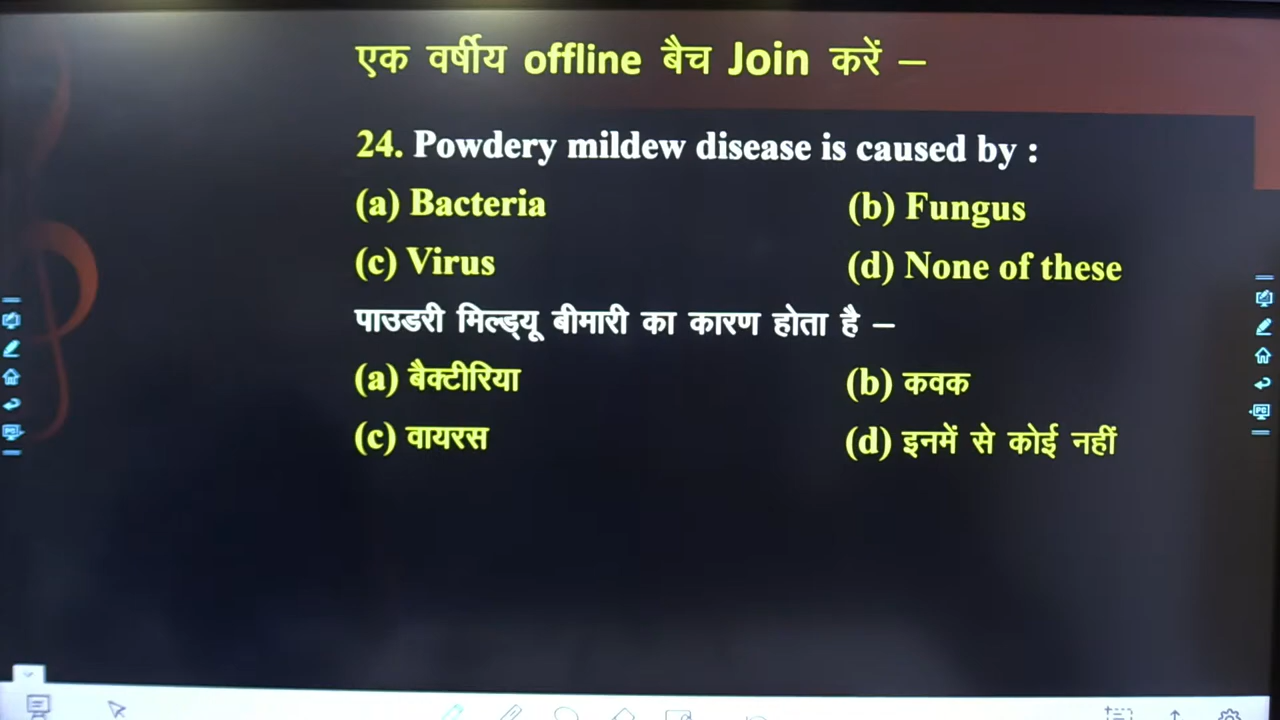 एक वर्षीय offline बैच Join करें –
24. Powdery mildew disease is caused by :
(a) Bacteria (b) Fungus
(c) Virus (d) None of these
पाउडरी मिल्ड्यू बीमारी का कारण होता है –
(a) बैक्टीरिया (b) कवक
(c) वायरस (d) इनमें से कोई नहीं